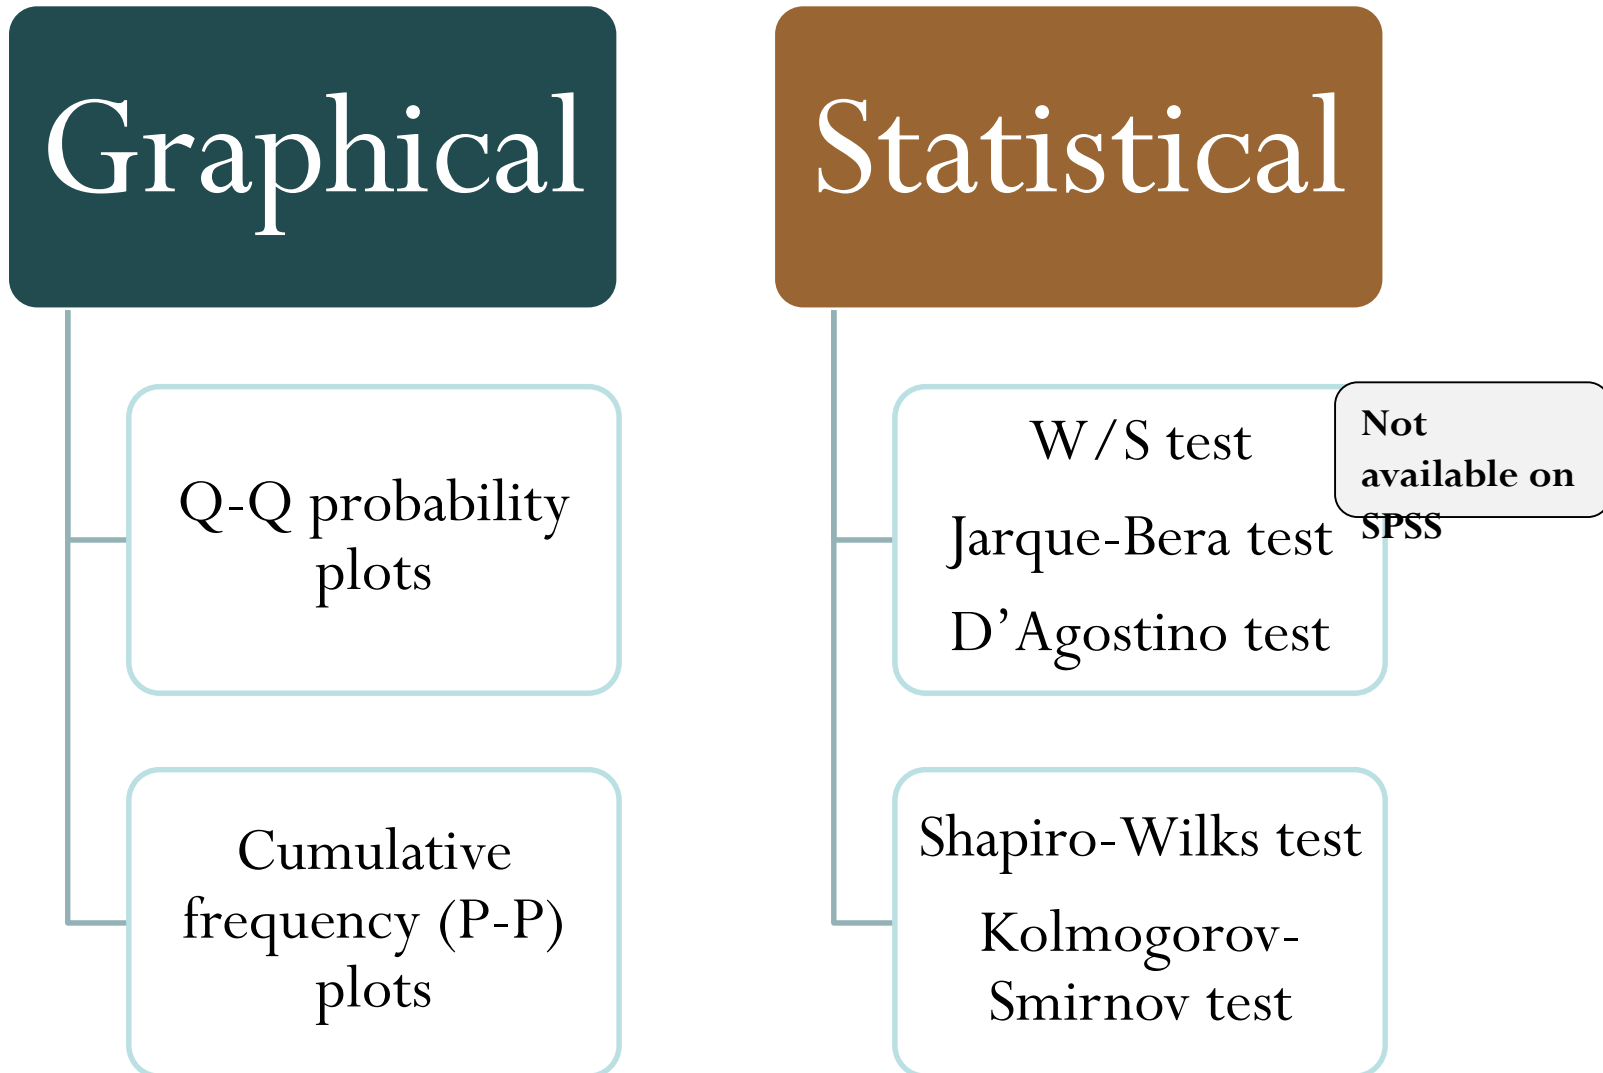 Graphical
Q-Q probability
plots
Cumulative
frequency (P-P)
plots
Statistical
W/S test
Jarque-Bera test
D’Agostino test
Not
available on
SPSS
Shapiro-Wilks test
Kolmogorov-
Smirnov test